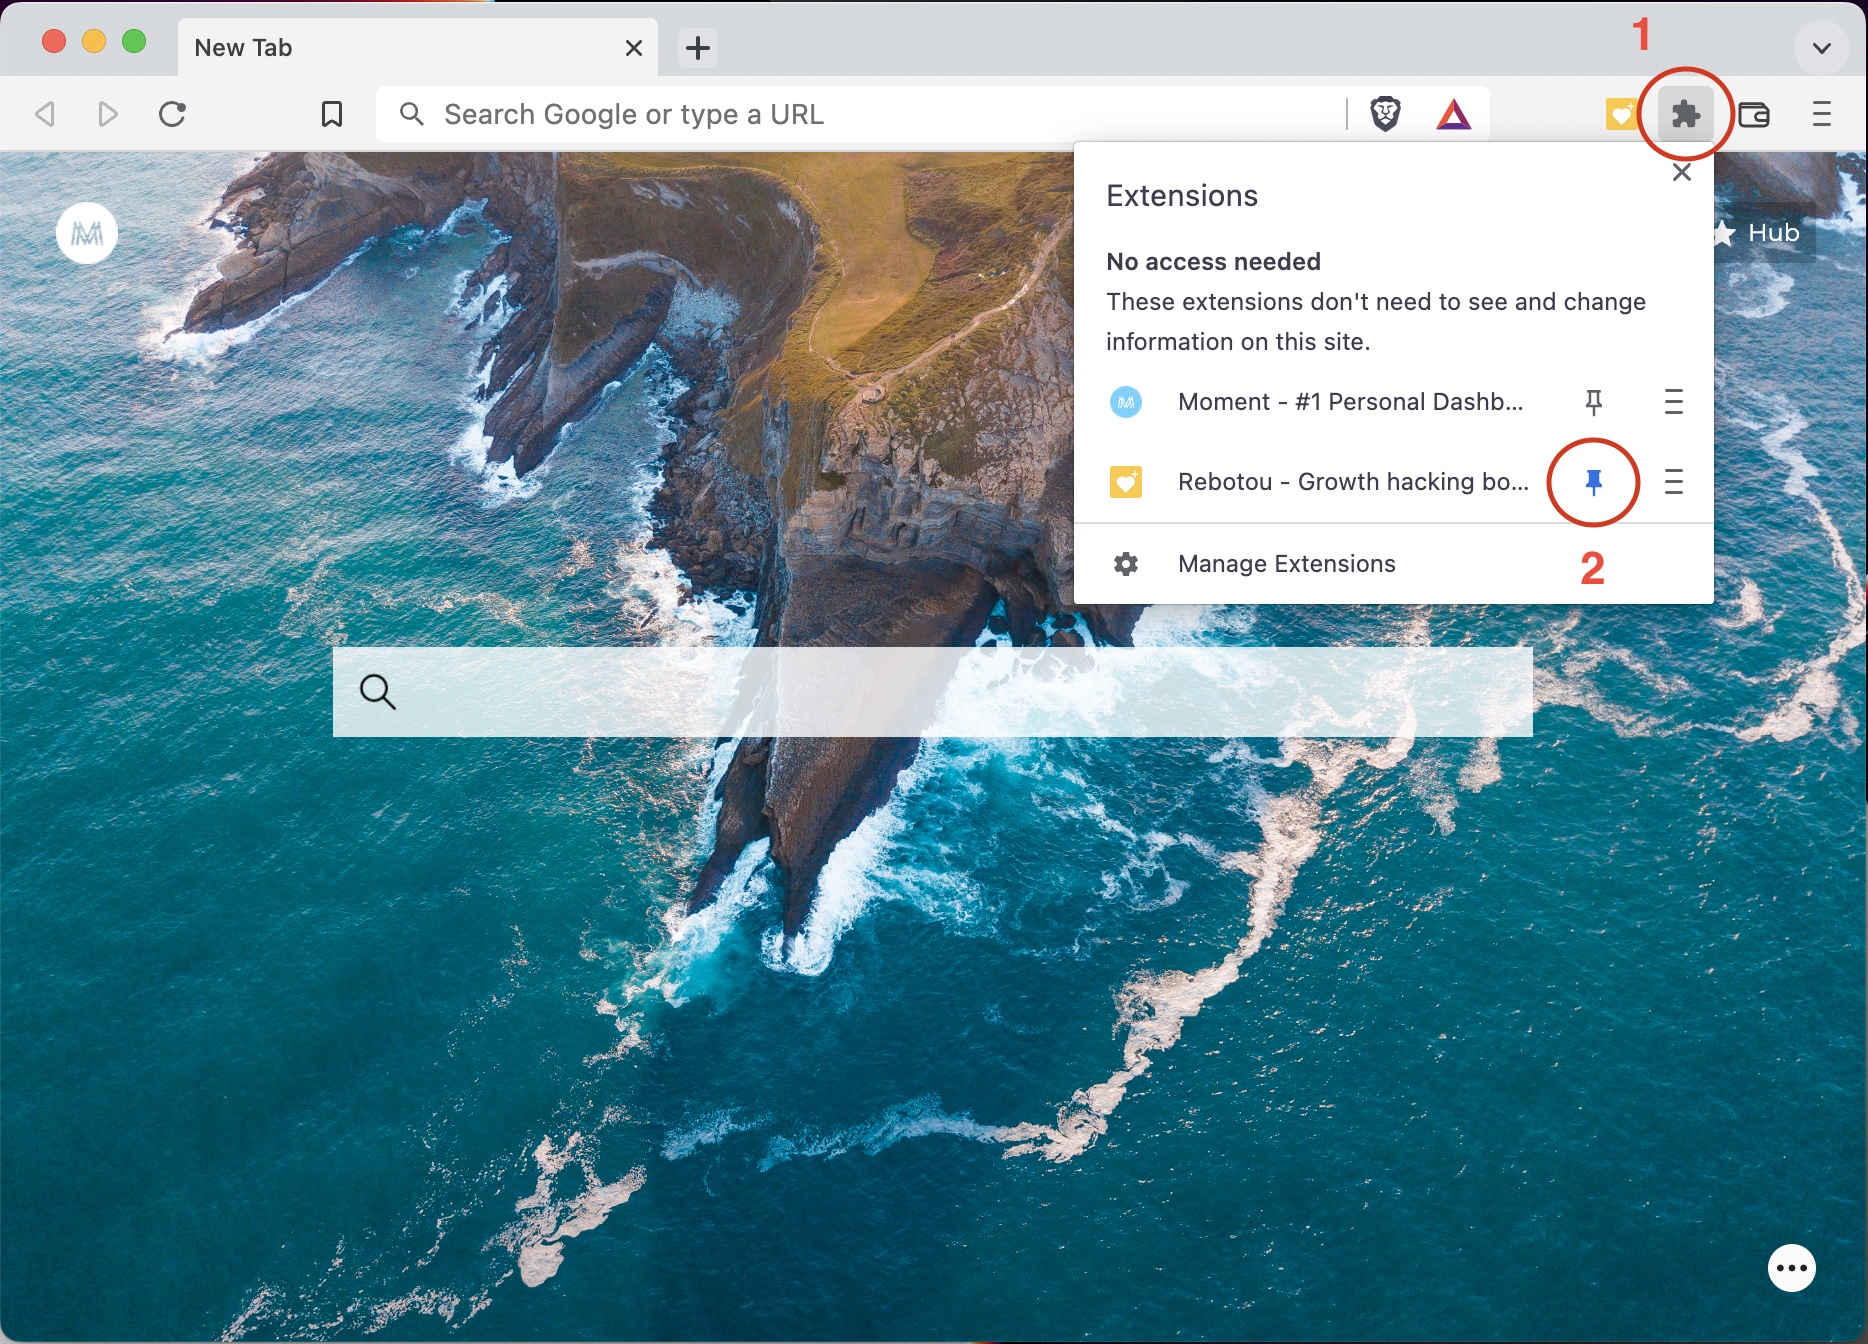 New Tab
1
Search Google or type a URL
Extensions
Hub
No access needed
These extensions don't need to see and change
information on this site.
Moment - #1 Personal Dashb...
Rebotou - Growth hacking bo...
Manage Extensions
2